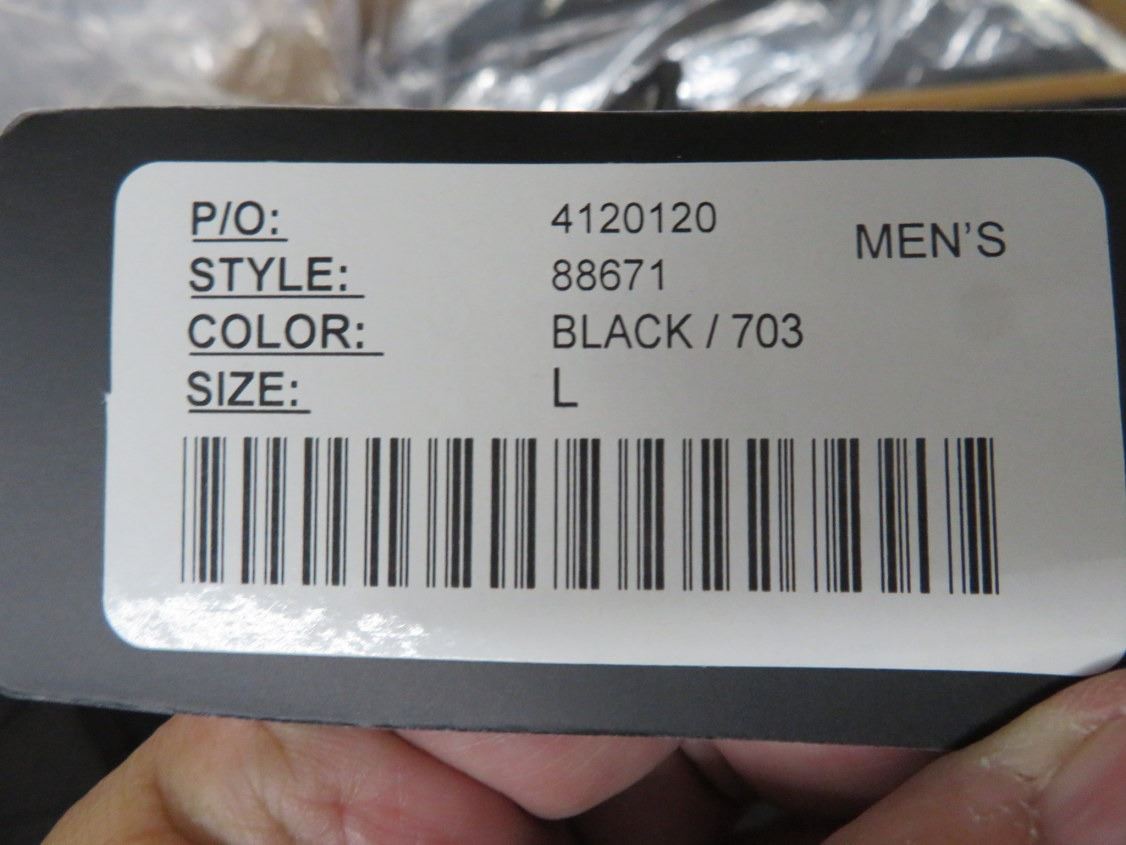 P/O: 4120120
MEN'S
STYLE: 88671
COLOR: BLACK / 703
SIZE: L